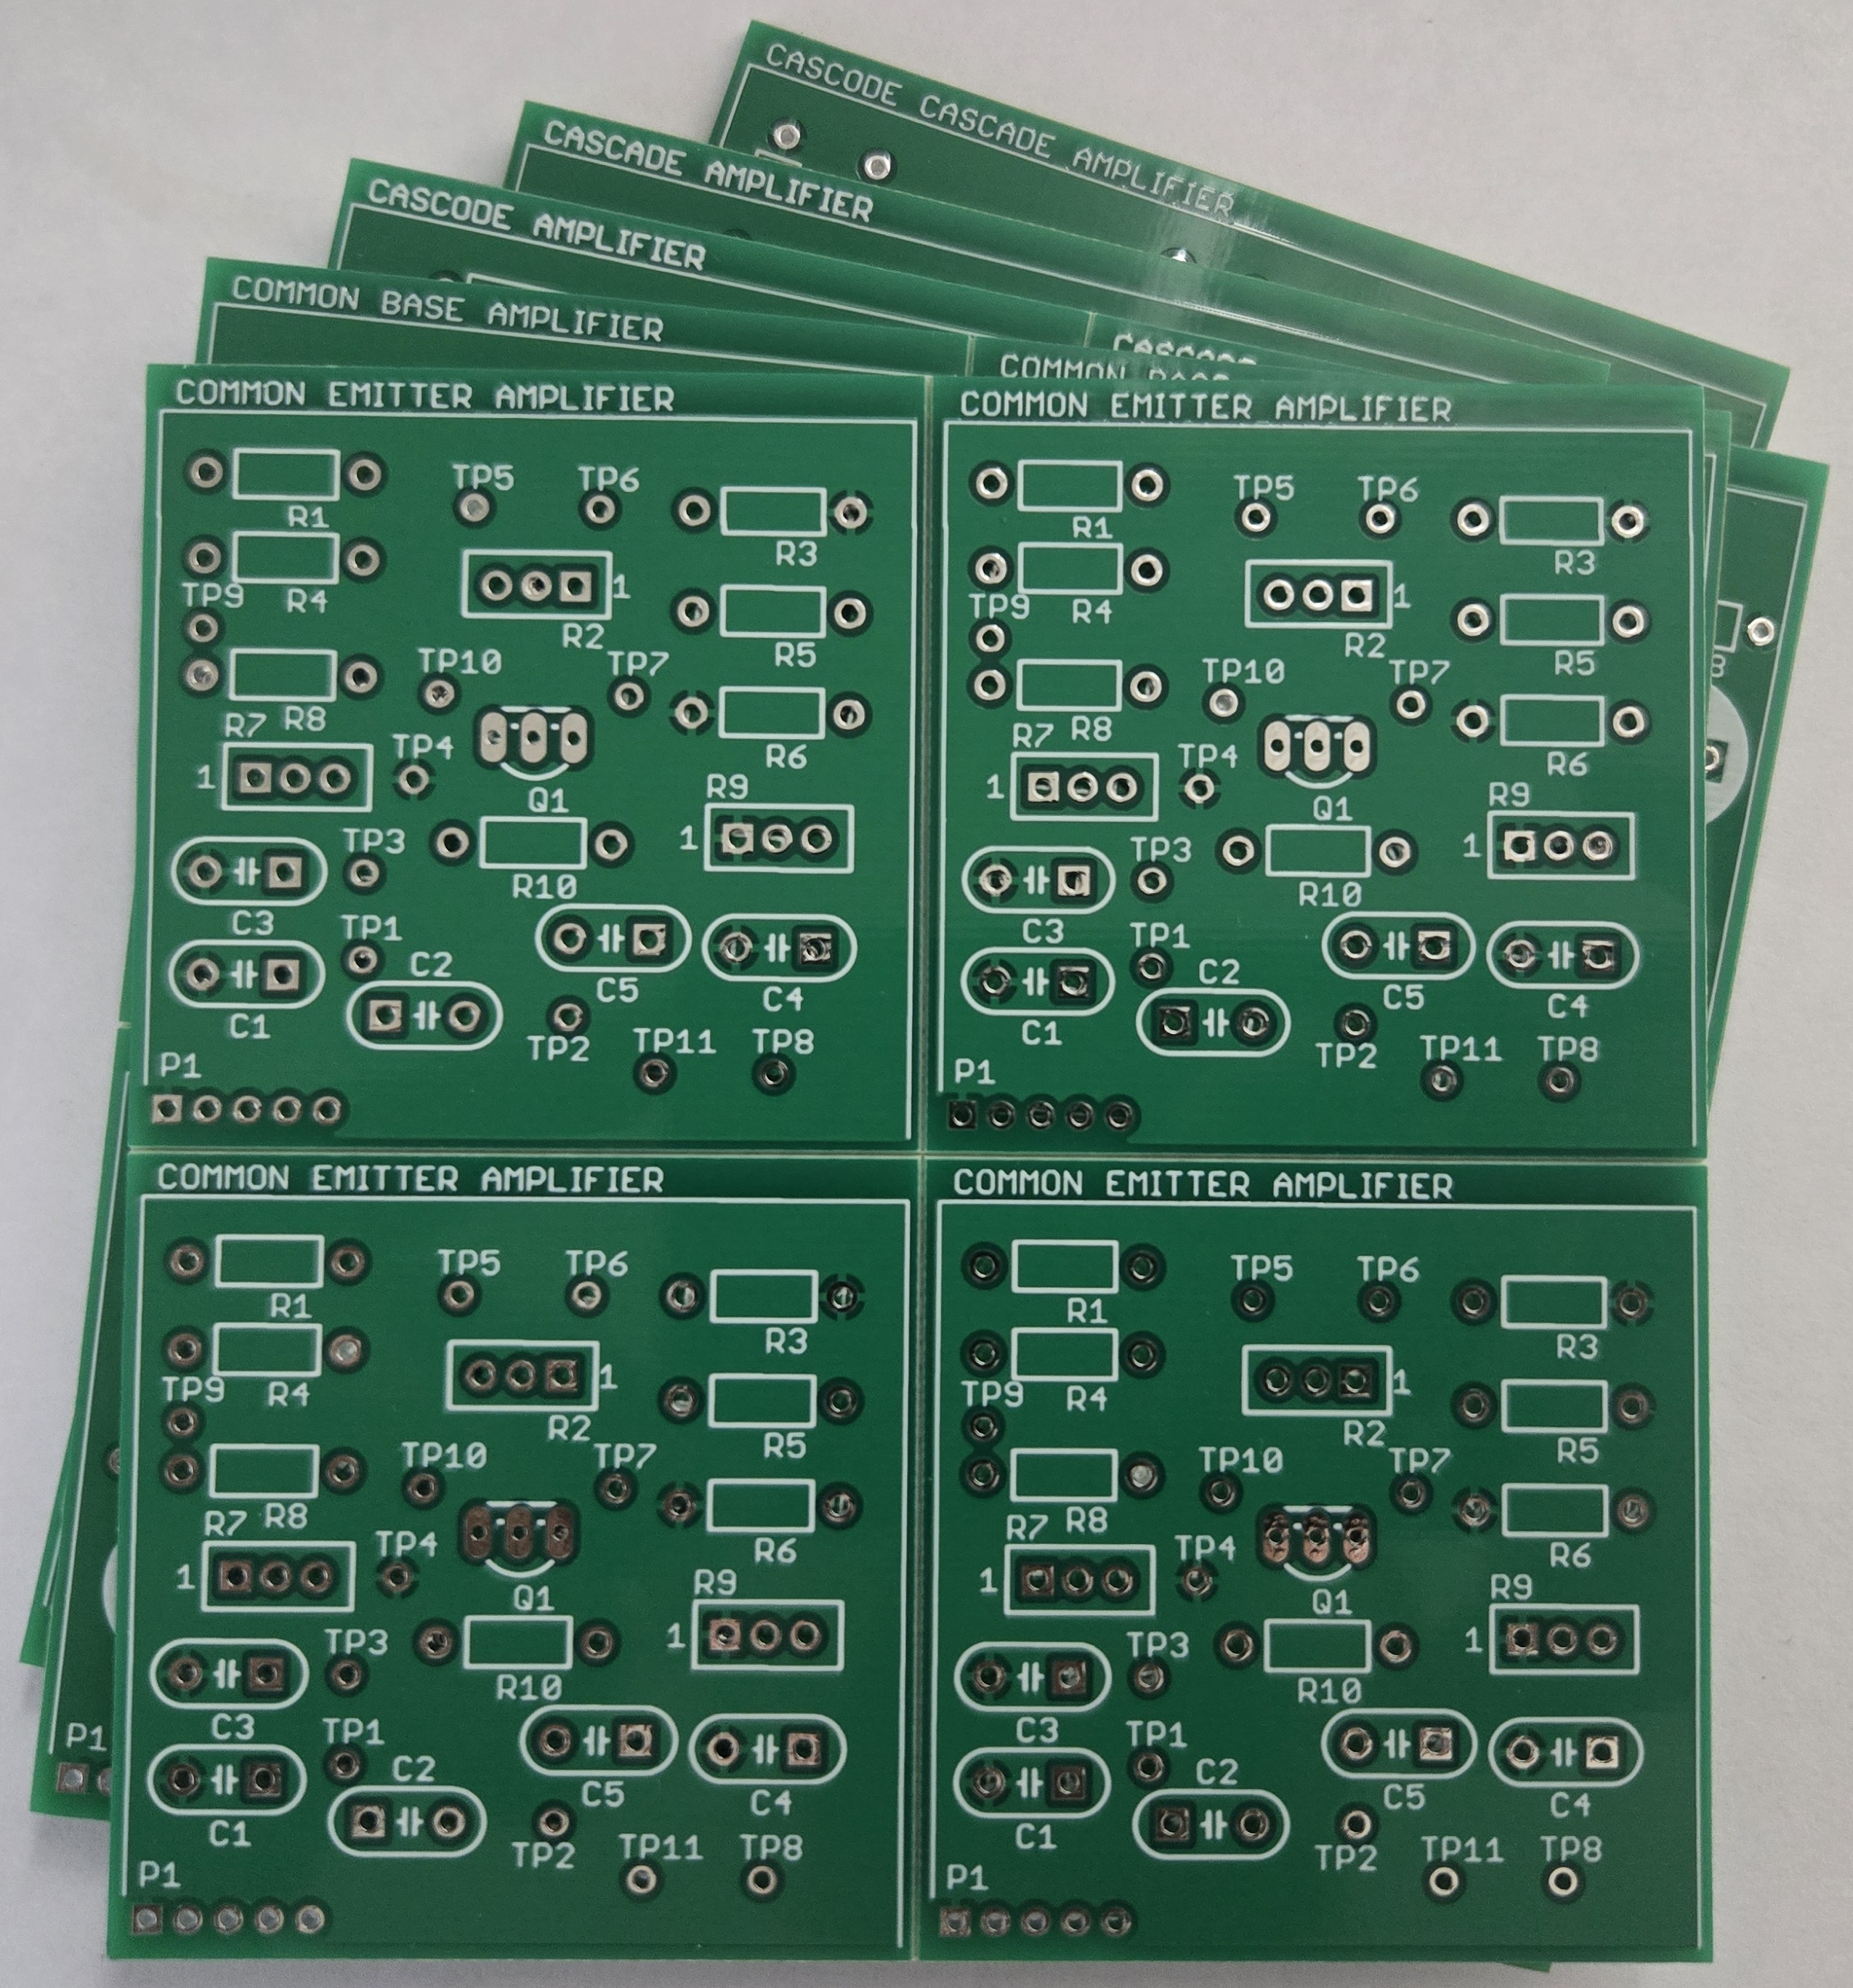 CASCODE CASCADE AMPLIFIER
CASCADE AMPLIFIER
CASCODE AMPLIFIER
CASCODE
COMMON BASE AMPLIFIER
COMMON BASE
COMMON EMITTER AMPLIFIER
TP5 TP6
R1 R3
TP9 R4 1
R2 R5
TP10 TP7
R7 R8
TP4 R6
1 Q1 R9
TP3 1
R10
C3
TP1 C2 C5 C4
C1
TP2 TP11 TP8
P1
COMMON EMITTER AMPLIFIER
TP5 TP6
R1 R3
TP9 R4 1
R2 R5
TP10 TP7
R7 R8
TP4 R6
1 Q1 R9
TP3 1
R10
C3
TP1 C2 C5 C4
C1
TP2 TP11 TP8
P1
8
COMMON EMITTER AMPLIFIER
TP5 TP6
R1 R3
TP9 R4 1
R2 R5
TP10 TP7
R7 R8
TP4 R6
1 Q1 R9
TP3 1
R10
C3
TP1 C2 C5 C4
C1
TP2 TP11 TP8
P1
COMMON EMITTER AMPLIFIER
TP5 TP6
R1 R3
TP9 R4 1
R2 R5
TP10 TP7
R7 R8
TP4 R6
1 Q1 R9
TP3 1
R10
C3
TP1 C2 C5 C4
C1
TP2 TP11 TP8
P1
P1